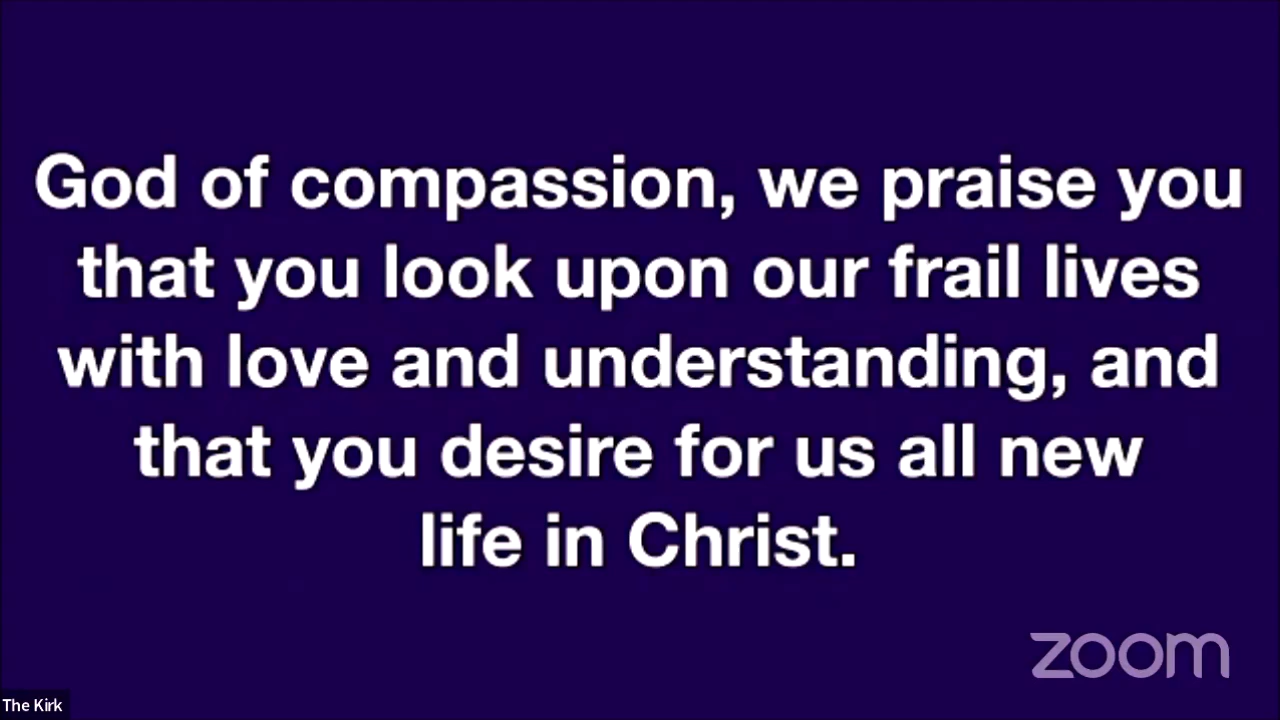 God of compassion, we praise you
that you look upon our frail lives
with love and understanding, and
that you desire for us all new
life in Christ.
zoom
The Kirk